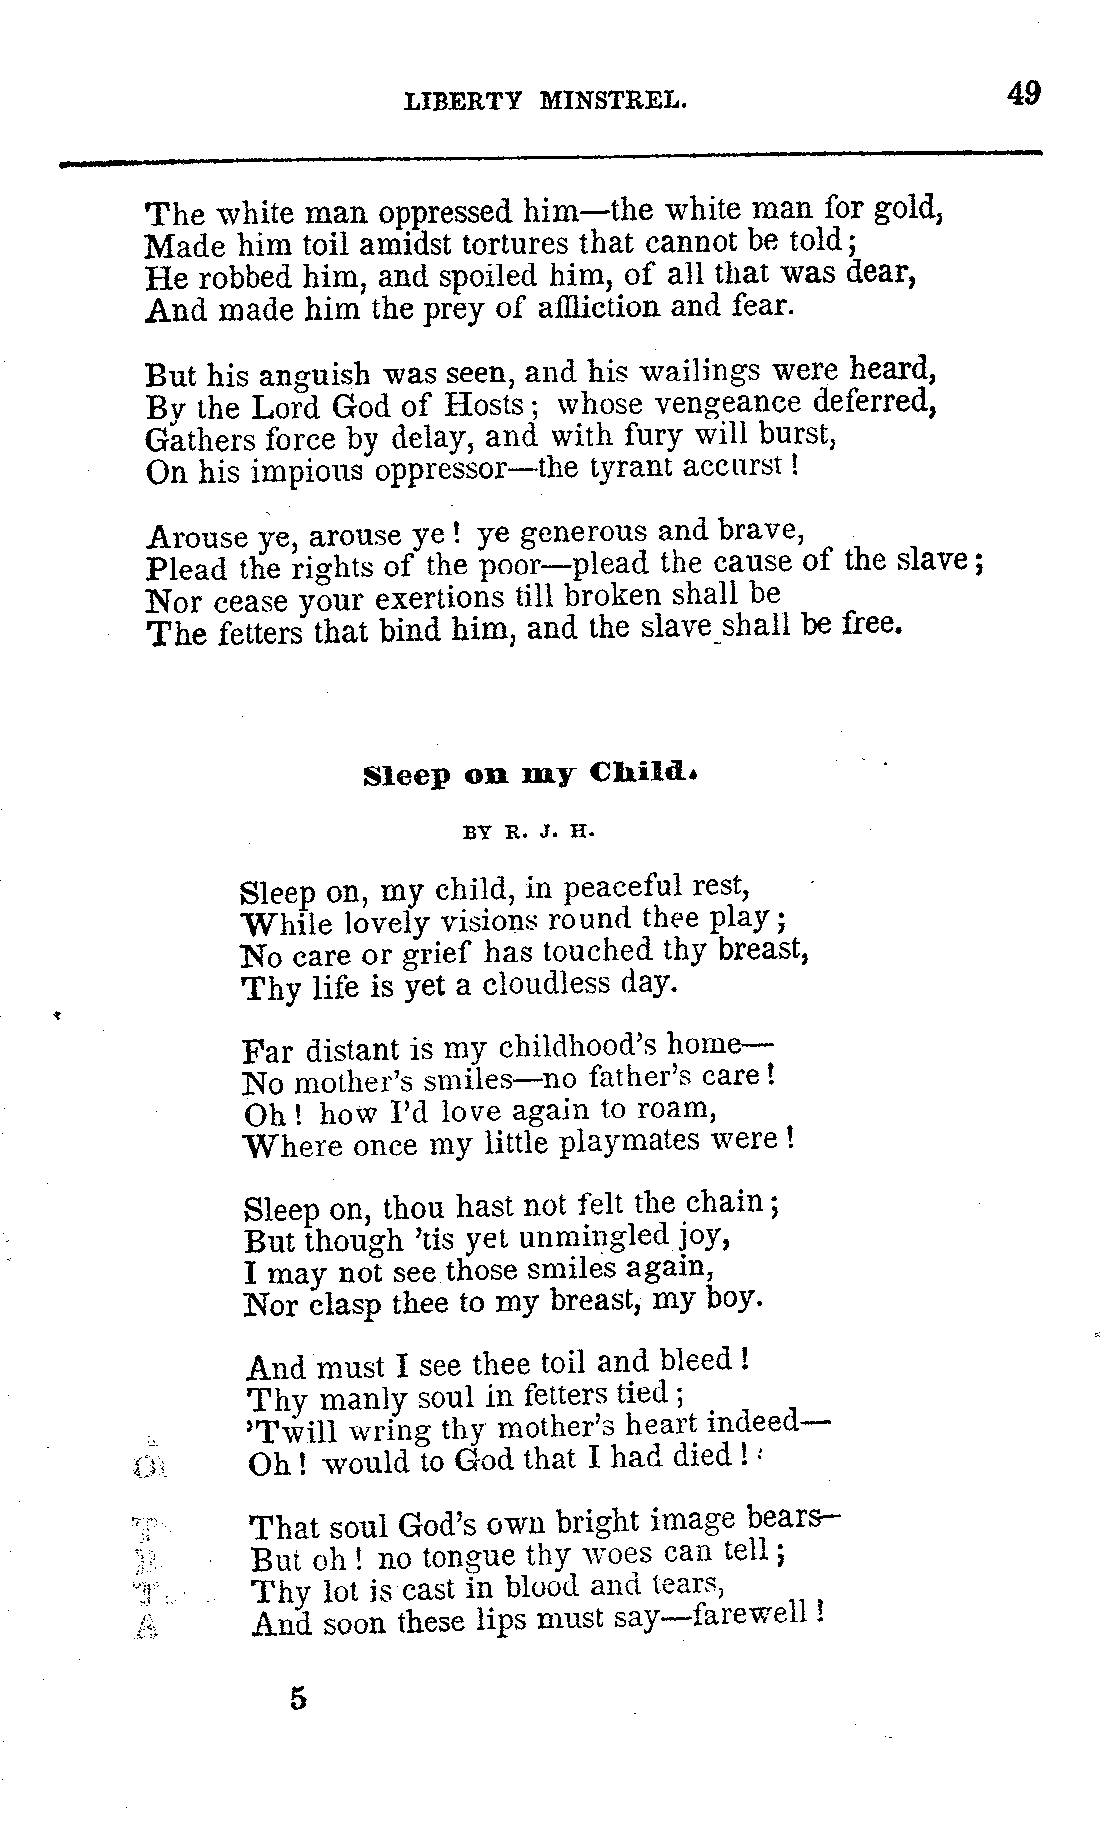 LIBERTY MINSTREL. 49
The white man oppressed him—the white man for gold,
Made him toil amidst tortures that cannot be told;
He robbed him, and spoiled him, of all that was dear,
And made him the prey of affliction and fear.
But his anguish was seen, and his wailings were heard,
By the Lord God of Hosts; whose vengeance deferred,
Gathers force by delay, and with fury will burst,
On his impious oppressor—the tyrant accurst!
Arouse ye, arouse ye! ye generous and brave,
Plead the rights of the poor—plead the cause of the slave;
Nor cease your exertions till broken shall be
The fetters that bind him, and the slave shall be free.
Sleep on my Child.
BY R. J. H.
Sleep on, my child, in peaceful rest,
While lovely visions round thee play;
No care or grief has touched thy breast,
Thy life is yet a cloudless day.
Far distant is my childhood's home—
No mother's smiles—no father's care!
Oh! how I'd love again to roam,
Where once my little playmates were!
Sleep on, thou hast not felt the chain;
But though 'tis yet unmingled joy,
I may not see those smiles again,
Nor clasp thee to my breast, my boy.
And must I see thee toil and bleed!
Thy manly soul in fetters tied;
'Twill wring thy mother's heart indeed—
Oh! would to God that I had died!
That soul God's own bright image bears—
But oh! no tongue thy woes can tell;
Thy lot is cast in blood and tears,
And soon these lips must say—farewell!
5